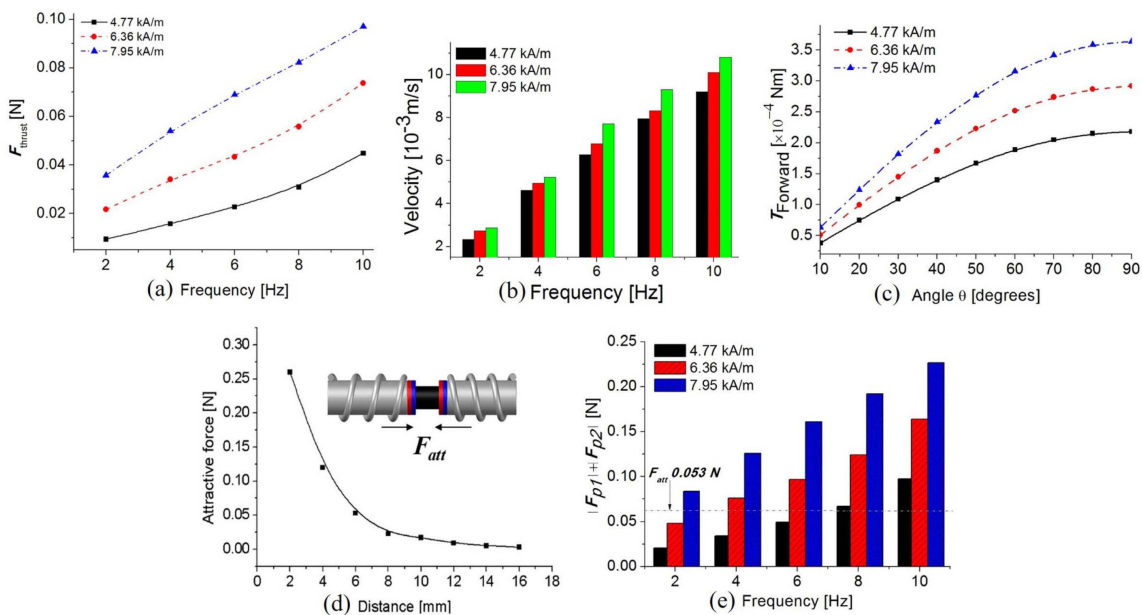 4.77 kA/m
6.36 kA/m
7.95 kA/m
0.10
0.08
0.06
0.04
0.02
F thrust [N]
2 4 6 8 10
(a) Frequency [Hz]
4.77 kA/m
6.36 kA/m
7.95 kA/m
10
8
6
4
2
Velocity [10⁻³m/s]
2 4 6 8 10
(b) Frequency [Hz]
4.77 kA/m
6.36 kA/m
7.95 kA/m
3.5
3.0
2.5
2.0
1.5
1.0
0.5
T Forward [×10⁻⁴ Nm]
10 20 30 40 50 60 70 80 90
(c) Angle θ [degrees]
0.30
0.25
0.20
0.15
0.10
0.05
0.00
Attractive force [N]
F att
0 2 4 6 8 10 12 14 16 18
(d) Distance [mm]
4.77 kA/m
6.36 kA/m
7.95 kA/m
0.25
0.20
0.15
0.10
0.05
0.00
|Fp1|+|Fp2| [N]
F att 0.053 N
2 4 6 8 10
(e) Frequency [Hz]